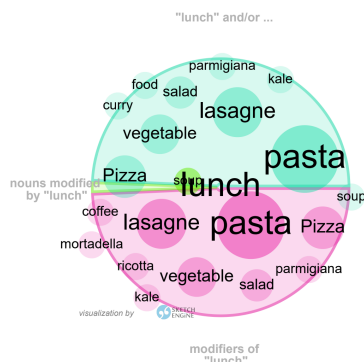 "lunch" and/or ...
parmigiana
food
kale
salad
curry
lasagne
vegetable
pasta
Pizza
soup
nouns modified
by "lunch"
lunch
soup
coffee
lasagne
pasta
Pizza
mortadella
ricotta
parmigiana
vegetable
salad
kale
visualization by
SKETCH
ENGINE
modifiers of
"lunch"